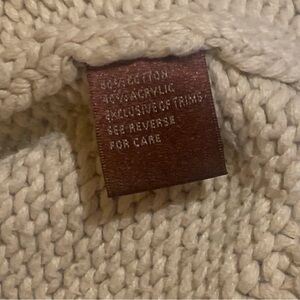 60% COTTON
40% ACRYLIC
EXCLUSIVE OF TRIMS
SEE REVERSE
FOR CARE